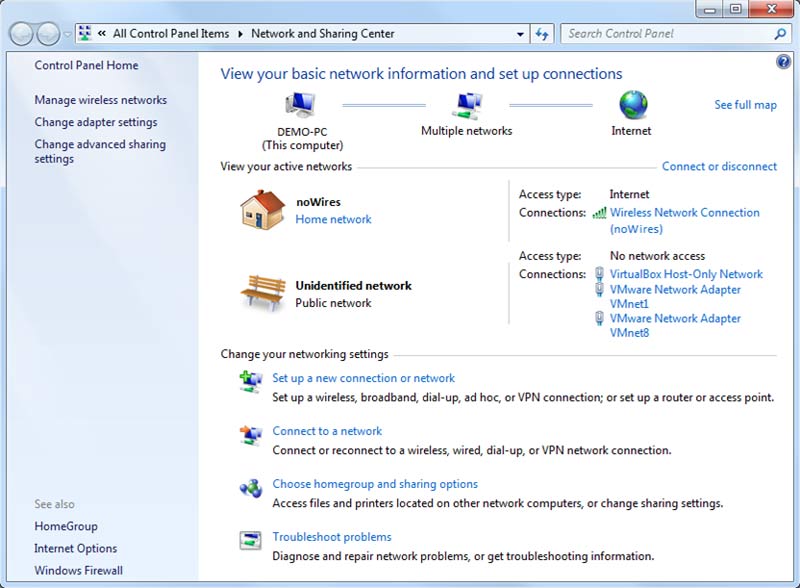 « All Control Panel Items ▸ Network and Sharing Center
Search Control Panel
Control Panel Home
Manage wireless networks
Change adapter settings
Change advanced sharing
settings
See also
HomeGroup
Internet Options
Windows Firewall
View your basic network information and set up connections
DEMO-PC
(This computer)
Multiple networks
Internet
See full map
View your active networks
Connect or disconnect
noWires
Home network
Access type: Internet
Connections: Wireless Network Connection
(noWires)
Unidentified network
Public network
Access type: No network access
Connections: VirtualBox Host-Only Network
VMware Network Adapter
VMnet1
VMware Network Adapter
VMnet8
Change your networking settings
Set up a new connection or network
Set up a wireless, broadband, dial-up, ad hoc, or VPN connection; or set up a router or access point.
Connect to a network
Connect or reconnect to a wireless, wired, dial-up, or VPN network connection.
Choose homegroup and sharing options
Access files and printers located on other network computers, or change sharing settings.
Troubleshoot problems
Diagnose and repair network problems, or get troubleshooting information.